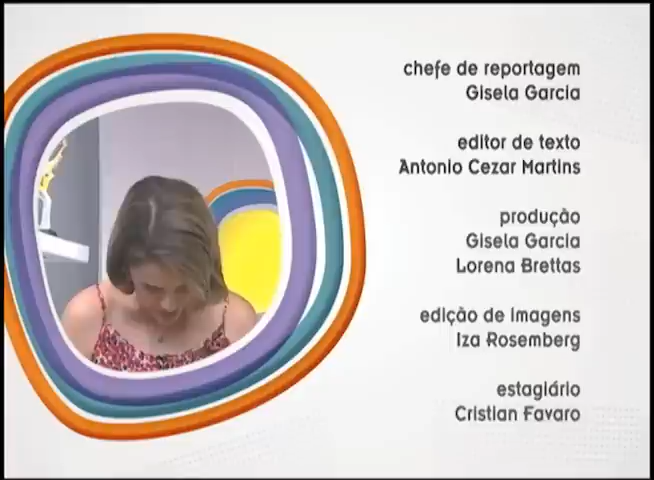 chefe de reportagem
Gisela Garcia
editor de texto
Antonio Cezar Martins
produção
Gisela Garcia
Lorena Brettas
edição de imagens
Iza Rosemberg
estagiário
Cristian Favaro